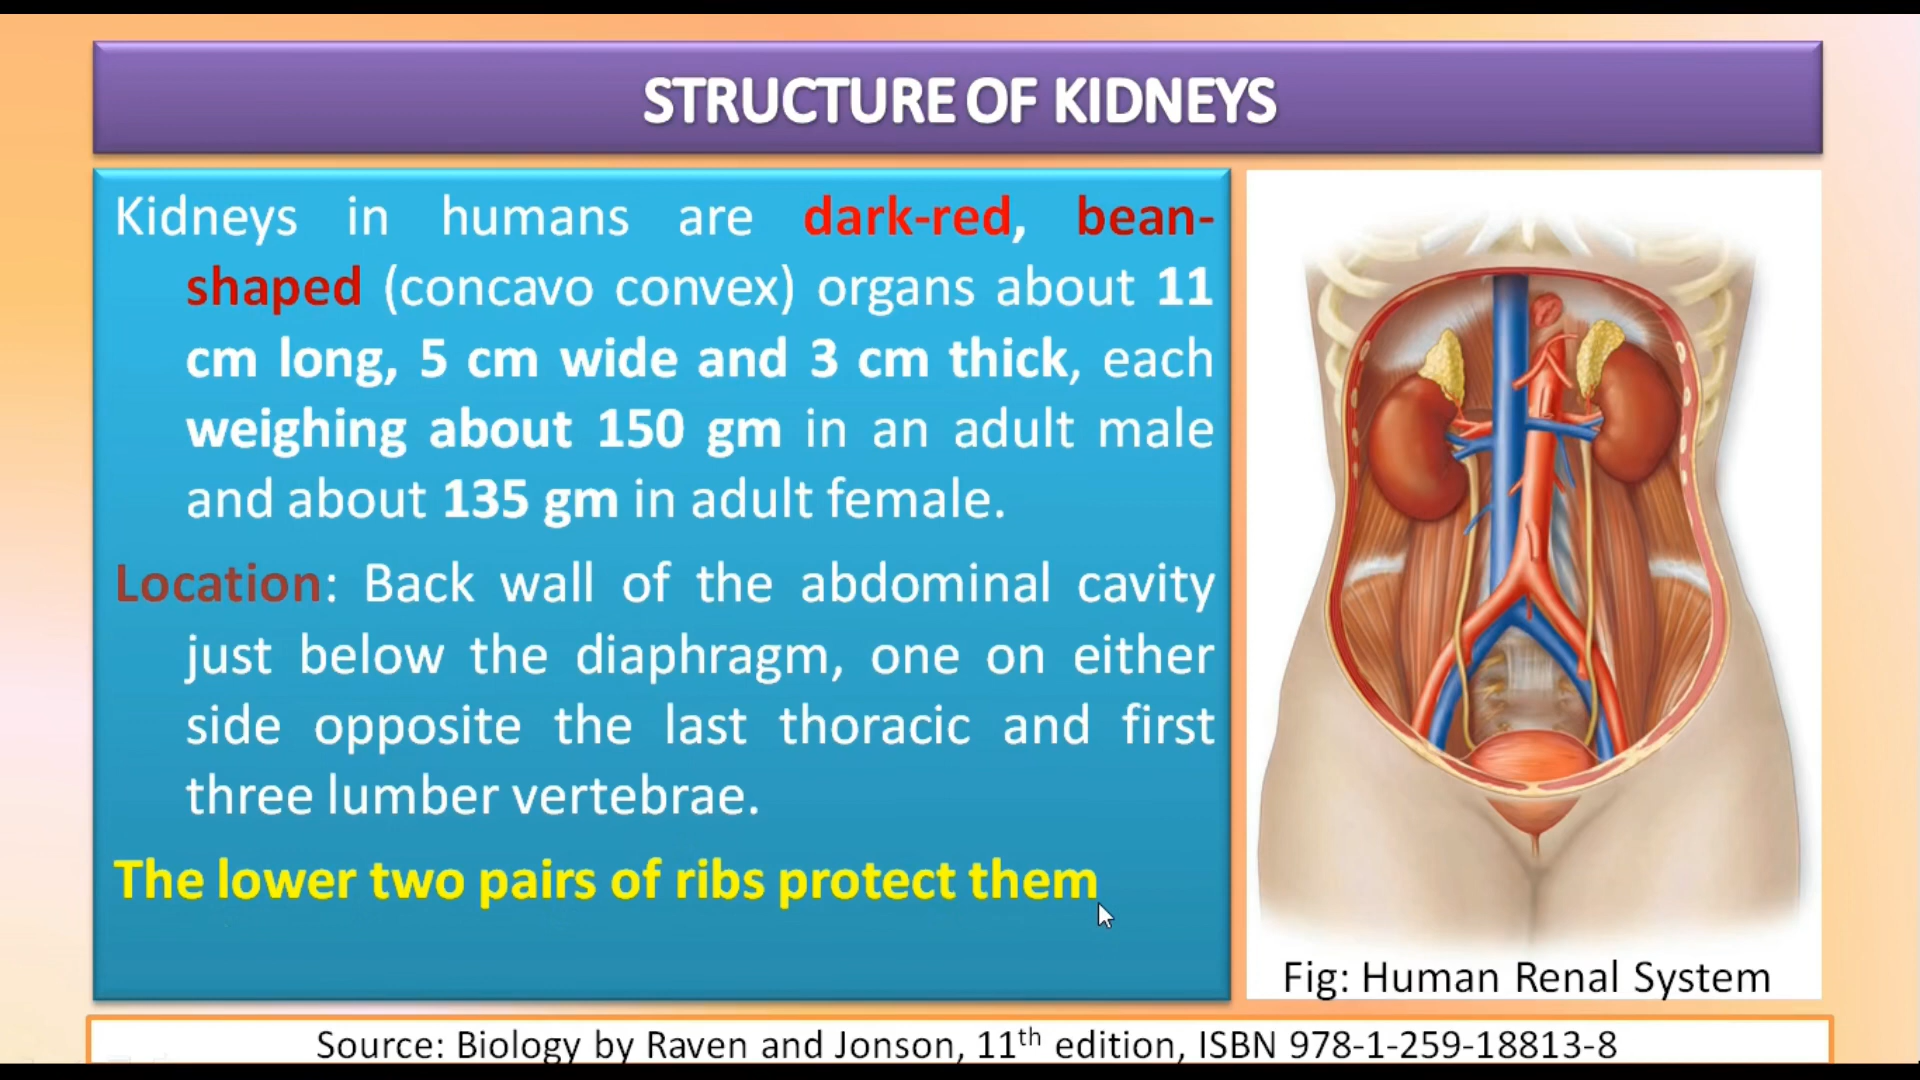 STRUCTURE OF KIDNEYS
Kidneys in humans are dark-red, bean-
shaped (concavo convex) organs about 11
cm long, 5 cm wide and 3 cm thick, each
weighing about 150 gm in an adult male
and about 135 gm in adult female.
Location: Back wall of the abdominal cavity
just below the diaphragm, one on either
side opposite the last thoracic and first
three lumber vertebrae.
The lower two pairs of ribs protect them
Fig: Human Renal System
Source: Biology by Raven and Jonson, 11th edition, ISBN 978-1-259-18813-8